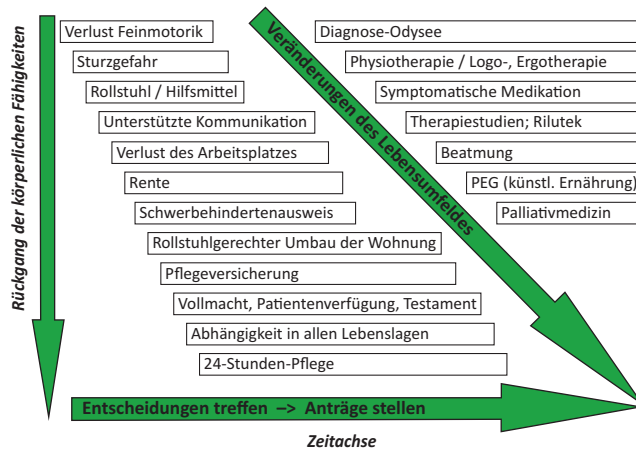 Rückgang der körperlichen Fähigkeiten
Verlust Feinmotorik
Sturzgefahr
Rollstuhl / Hilfsmittel
Unterstützte Kommunikation
Verlust des Arbeitsplatzes
Rente
Schwerbehindertenausweis
Rollstuhlgerechter Umbau der Wohnung
Pflegeversicherung
Vollmacht, Patientenverfügung, Testament
Abhängigkeit in allen Lebenslagen
24-Stunden-Pflege
Veränderungen des Lebensumfeldes
Diagnose-Odysee
Physiotherapie / Logo-, Ergotherapie
Symptomatische Medikation
Therapiestudien; Rilutek
Beatmung
PEG (künstl. Ernährung)
Palliativmedizin
Entscheidungen treffen –> Anträge stellen
Zeitachse